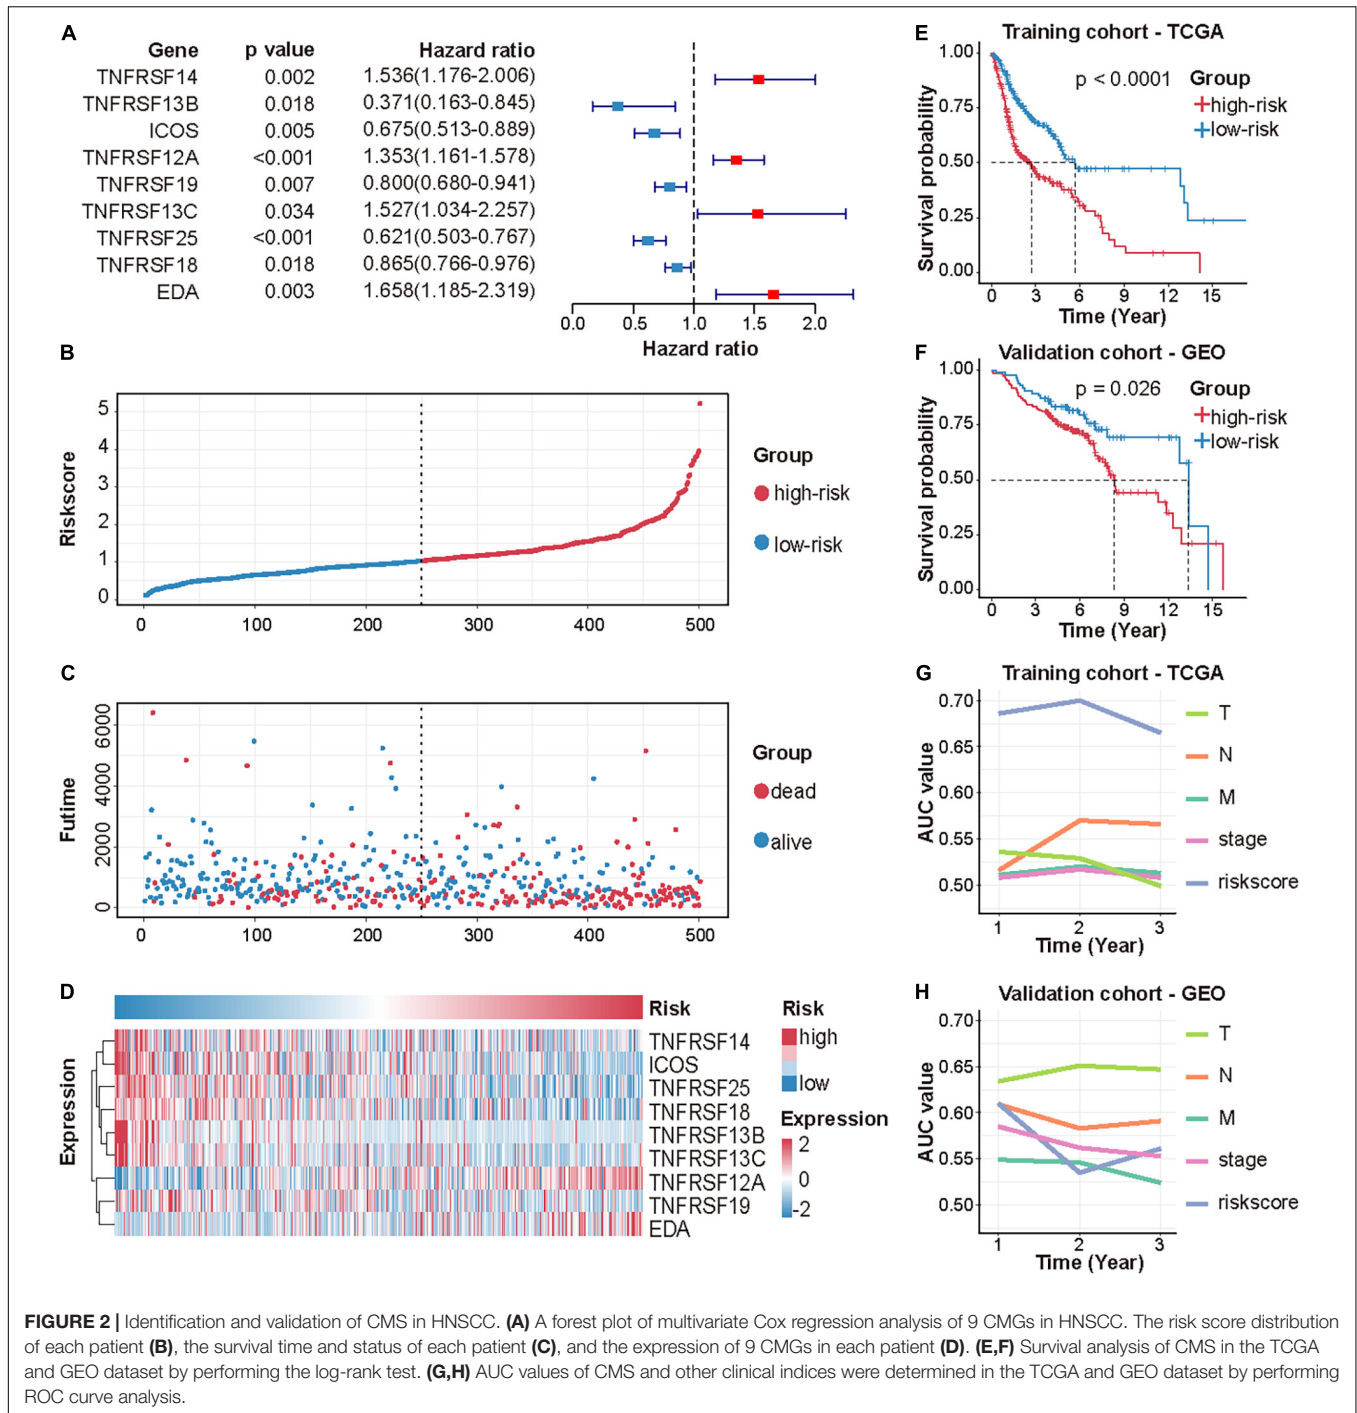 A
Gene p value Hazard ratio
TNFRSF14 0.002 1.536(1.176-2.006)
TNFRSF13B 0.018 0.371(0.163-0.845)
ICOS 0.005 0.675(0.513-0.889)
TNFRSF12A <0.001 1.353(1.161-1.578)
TNFRSF19 0.007 0.800(0.680-0.941)
TNFRSF13C 0.034 1.527(1.034-2.257)
TNFRSF25 <0.001 0.621(0.503-0.767)
TNFRSF18 0.018 0.865(0.766-0.976)
EDA 0.003 1.658(1.185-2.319)
0.0 0.5 1.0 1.5 2.0
Hazard ratio
B
Riskscore
5
4
3
2
1
0
0 100 200 300 400 500
Group
high-risk
low-risk
C
Futime
6000
4000
2000
0
0 100 200 300 400 500
Group
dead
alive
D
Expression
Risk
TNFRSF14
ICOS
TNFRSF25
TNFRSF18
TNFRSF13B
TNFRSF13C
TNFRSF12A
TNFRSF19
EDA
Risk
high
low
Expression
2
0
-2
E
Training cohort - TCGA
Survival probability
1.00
0.75
0.50
0.25
0.00
p < 0.0001
Group
high-risk
low-risk
0 3 6 9 12 15
Time (Year)
F
Validation cohort - GEO
Survival probability
1.00
0.75
0.50
0.25
0.00
p = 0.026
Group
high-risk
low-risk
0 3 6 9 12 15
Time (Year)
G
Training cohort - TCGA
AUC value
0.70
0.65
0.60
0.55
0.50
1 2 3
Time (Year)
T
N
M
stage
riskscore
H
Validation cohort - GEO
AUC value
0.70
0.65
0.60
0.55
0.50
1 2 3
Time (Year)
T
N
M
stage
riskscore
FIGURE 2 | Identification and validation of CMS in HNSCC. (A) A forest plot of multivariate Cox regression analysis of 9 CMGs in HNSCC. The risk score distribution
of each patient (B), the survival time and status of each patient (C), and the expression of 9 CMGs in each patient (D). (E,F) Survival analysis of CMS in the TCGA
and GEO dataset by performing the log-rank test. (G,H) AUC values of CMS and other clinical indices were determined in the TCGA and GEO dataset by performing
ROC curve analysis.